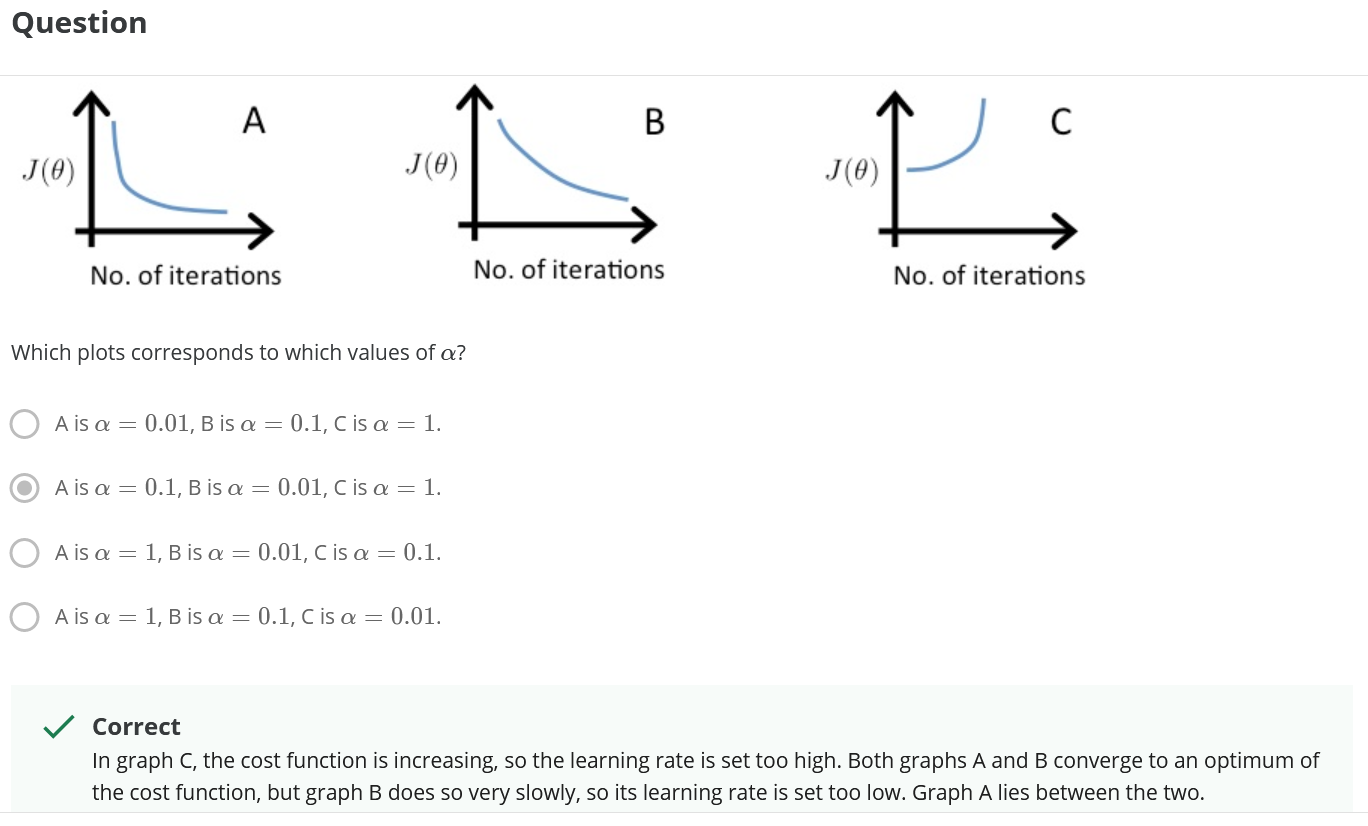 Question
A
B
C
J(θ)
J(θ)
J(θ)
No. of iterations
No. of iterations
No. of iterations
Which plots corresponds to which values of α?
A is α = 0.01, B is α = 0.1, C is α = 1.
A is α = 0.1, B is α = 0.01, C is α = 1.
A is α = 1, B is α = 0.01, C is α = 0.1.
A is α = 1, B is α = 0.1, C is α = 0.01.
Correct
In graph C, the cost function is increasing, so the learning rate is set too high. Both graphs A and B converge to an optimum of
the cost function, but graph B does so very slowly, so its learning rate is set too low. Graph A lies between the two.